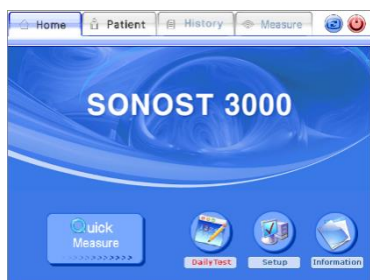 Home Patient History Measure
SONOST 3000
Quick
Measure
DailyTest Setup Information